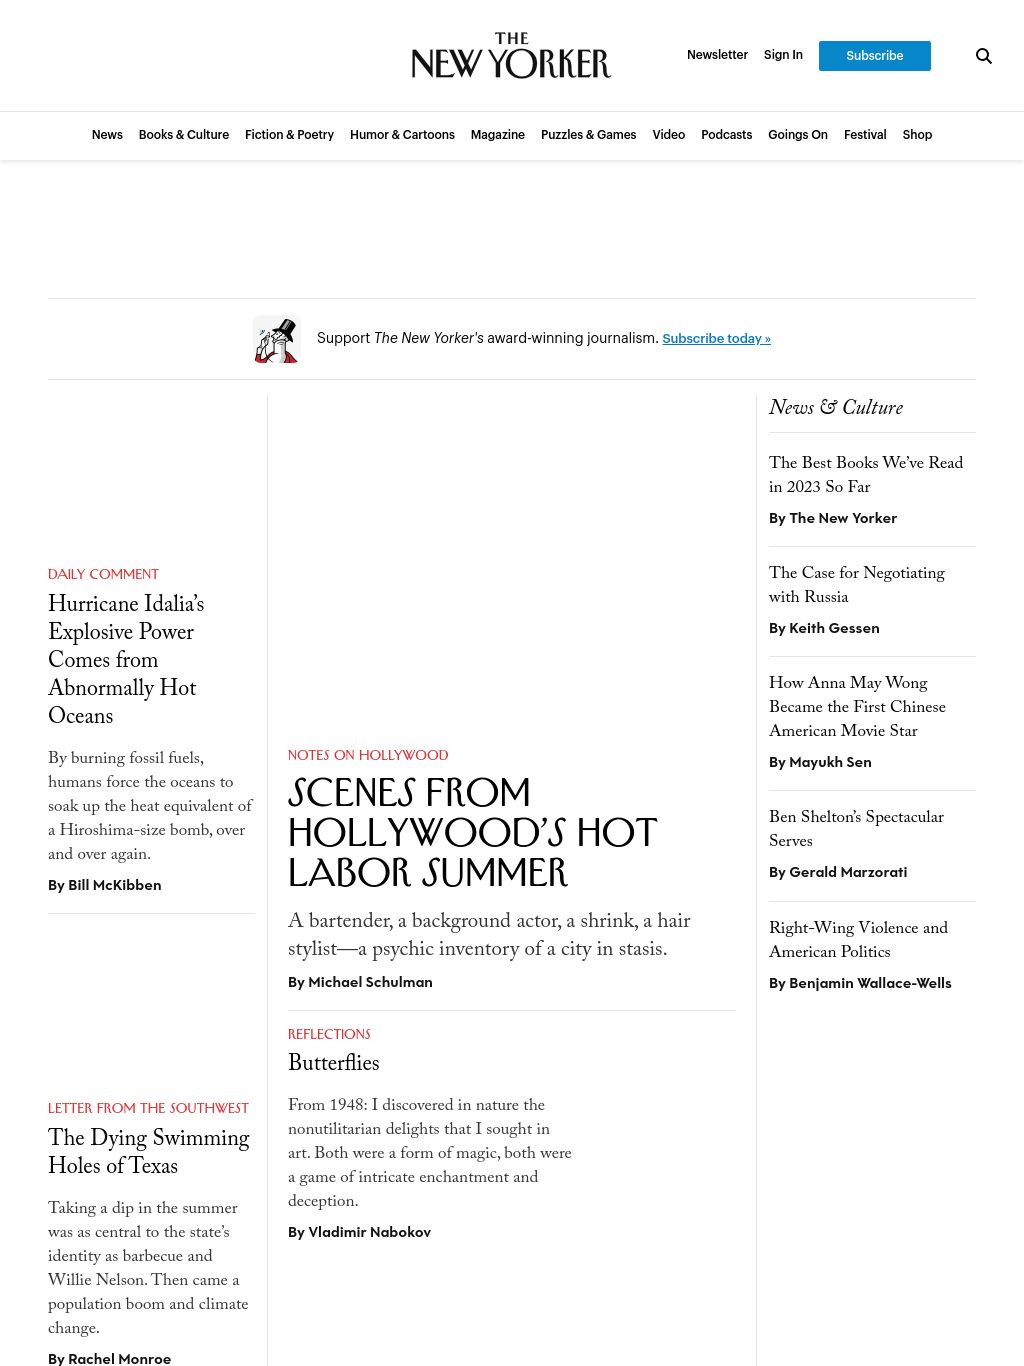 THE
NEW YORKER
Newsletter
Sign In
Subscribe
News
Books & Culture
Fiction & Poetry
Humor & Cartoons
Magazine
Puzzles & Games
Video
Podcasts
Goings On
Festival
Shop
Support The New Yorker's award-winning journalism. Subscribe today »
DAILY COMMENT
Hurricane Idalia’s
Explosive Power
Comes from
Abnormally Hot
Oceans
By burning fossil fuels,
humans force the oceans to
soak up the heat equivalent of
a Hiroshima-size bomb, over
and over again.
By Bill McKibben
LETTER FROM THE SOUTHWEST
The Dying Swimming
Holes of Texas
Taking a dip in the summer
was as central to the state’s
identity as barbecue and
Willie Nelson. Then came a
population boom and climate
change.
By Rachel Monroe
NOTES ON HOLLYWOOD
SCENES FROM
HOLLYWOOD’S HOT
LABOR SUMMER
A bartender, a background actor, a shrink, a hair
stylist—a psychic inventory of a city in stasis.
By Michael Schulman
REFLECTIONS
Butterflies
From 1948: I discovered in nature the
nonutilitarian delights that I sought in
art. Both were a form of magic, both were
a game of intricate enchantment and
deception.
By Vladimir Nabokov
News & Culture
The Best Books We’ve Read
in 2023 So Far
By The New Yorker
The Case for Negotiating
with Russia
By Keith Gessen
How Anna May Wong
Became the First Chinese
American Movie Star
By Mayukh Sen
Ben Shelton’s Spectacular
Serves
By Gerald Marzorati
Right-Wing Violence and
American Politics
By Benjamin Wallace-Wells